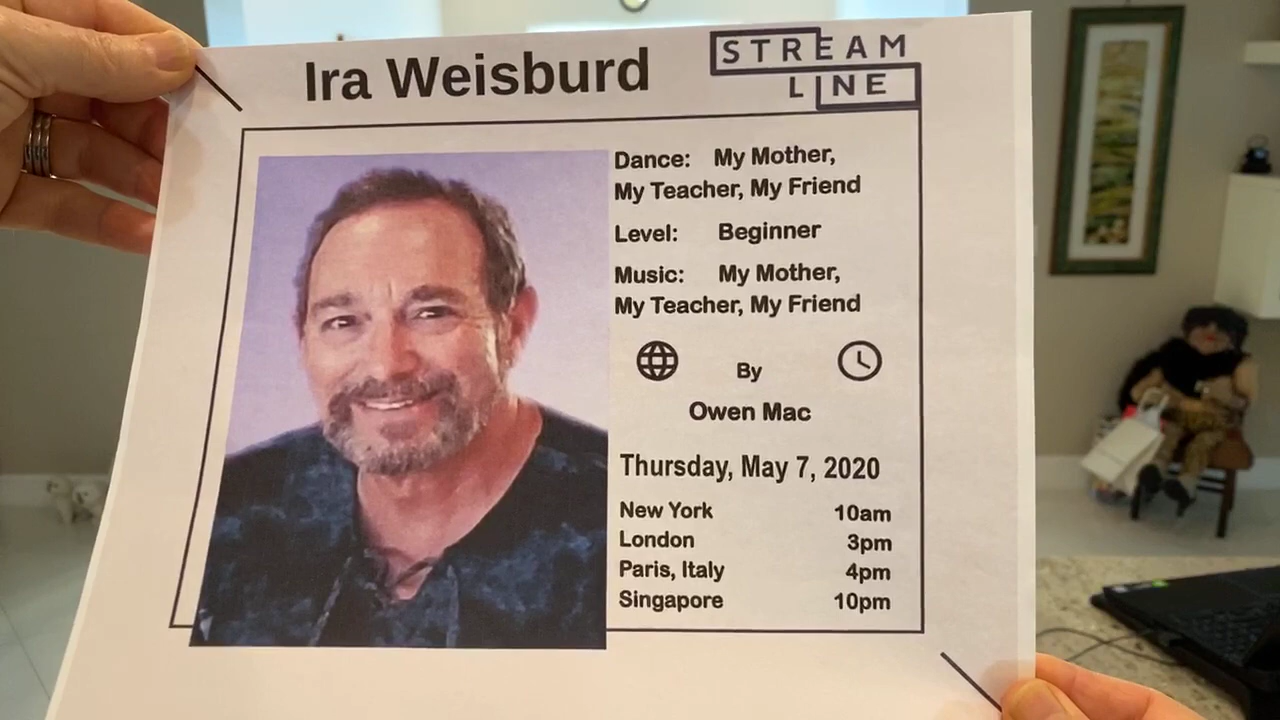 Ira Weisburd
STREAM
LINE
Dance: My Mother,
My Teacher, My Friend
Level: Beginner
Music: My Mother,
My Teacher, My Friend
By
Owen Mac
Thursday, May 7, 2020
New York 10am
London 3pm
Paris, Italy 4pm
Singapore 10pm